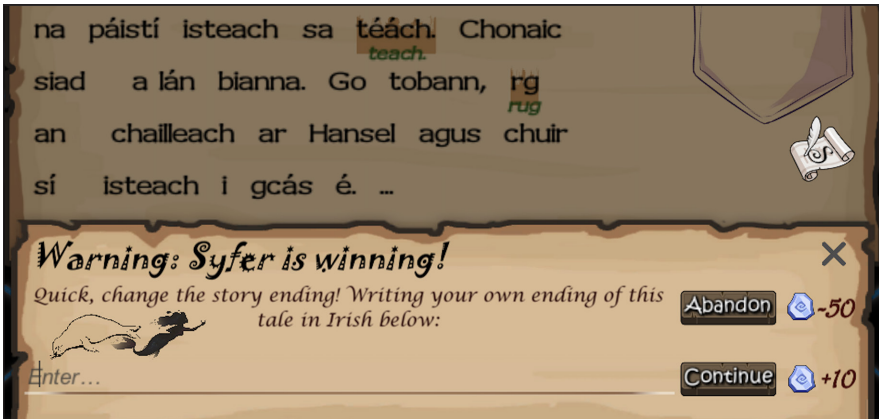 na páistí isteach sa téách. Chonaic
teach.
siad a lán bianna. Go tobann, rg
rug
an chailleach ar Hansel agus chuir
sí isteach i gcás é. ...
Warning: Syfer is winning!
Quick, change the story ending! Writing your own ending of this
tale in Irish below:
Abandon -50
Enter...
Continue +10